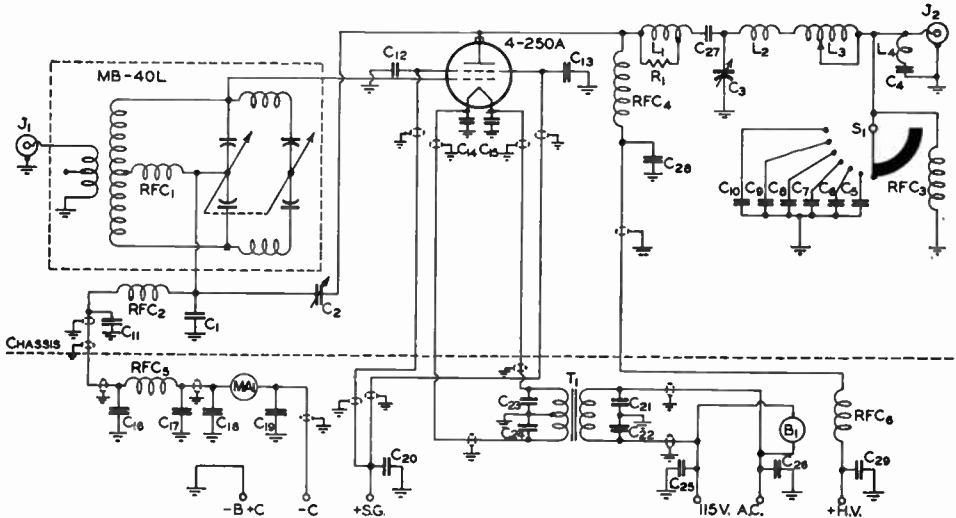 J2
4-250A
C12
C13
L1
R1
C27
C3
L2
L3
L4
C4
MB-40L
J1
RFC1
RFC4
C14
C15
C28
S1
RFC3
C10
C9
C8
C7
C6
C5
RFC2
C1
C2
C11
CHASSIS
RFC5
MA1
C16
C17
C18
C19
C20
T1
C23
C24
C21
C22
B1
RFC6
C25
C26
C29
-B +C
-C
+S.G.
115V. A.C.
+H.V.